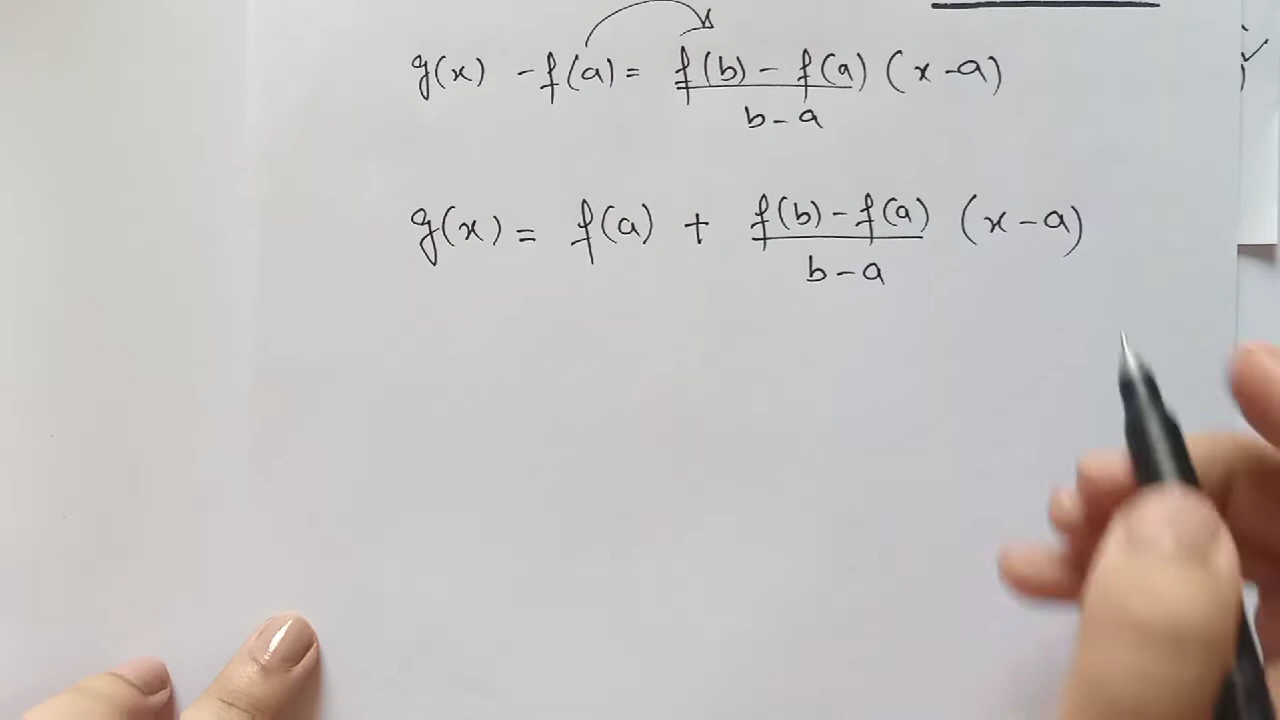 g(x) - f(a) = f(b) - f(a) / b - a (x - a)
g(x) = f(a) + f(b) - f(a) / b - a (x - a)